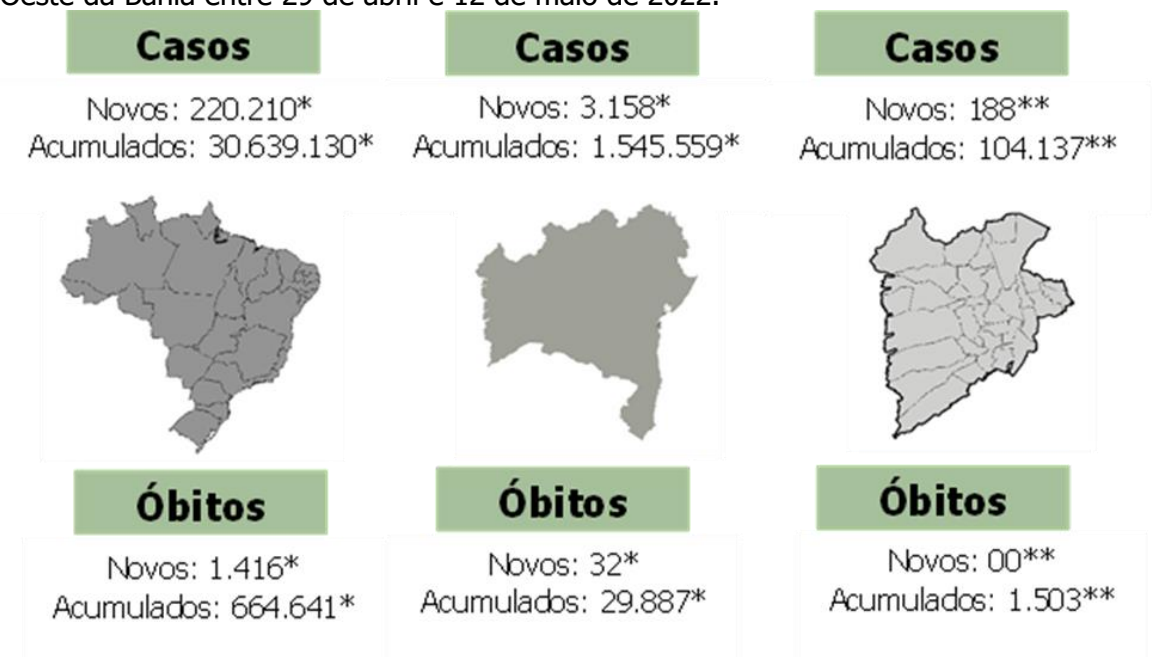 Oeste da Bahia entre 29 de abril e 12 de maio de 2022.
Casos
Novos: 220.210*
Acumulados: 30.639.130*
Casos
Novos: 3.158*
Acumulados: 1.545.559*
Casos
Novos: 188**
Acumulados: 104.137**
Óbitos
Novos: 1.416*
Acumulados: 664.641*
Óbitos
Novos: 32*
Acumulados: 29.887*
Óbitos
Novos: 00**
Acumulados: 1.503**